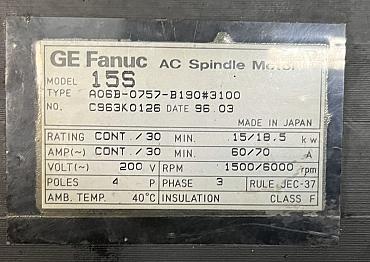 GE Fanuc AC Spindle Motor
MODEL 15S
TYPE A06B-0757-B190#3100
NO. C963K0126 DATE 96.03
MADE IN JAPAN
RATING CONT./30 MIN. 15/18.5 kw
AMP(~) CONT./30 MIN. 60/70 A
VOLT(~) 200 V RPM 1500/6000 rpm
POLES 4 P PHASE 3 RULE JEC-37
AMB. TEMP. 40°C INSULATION CLASS F